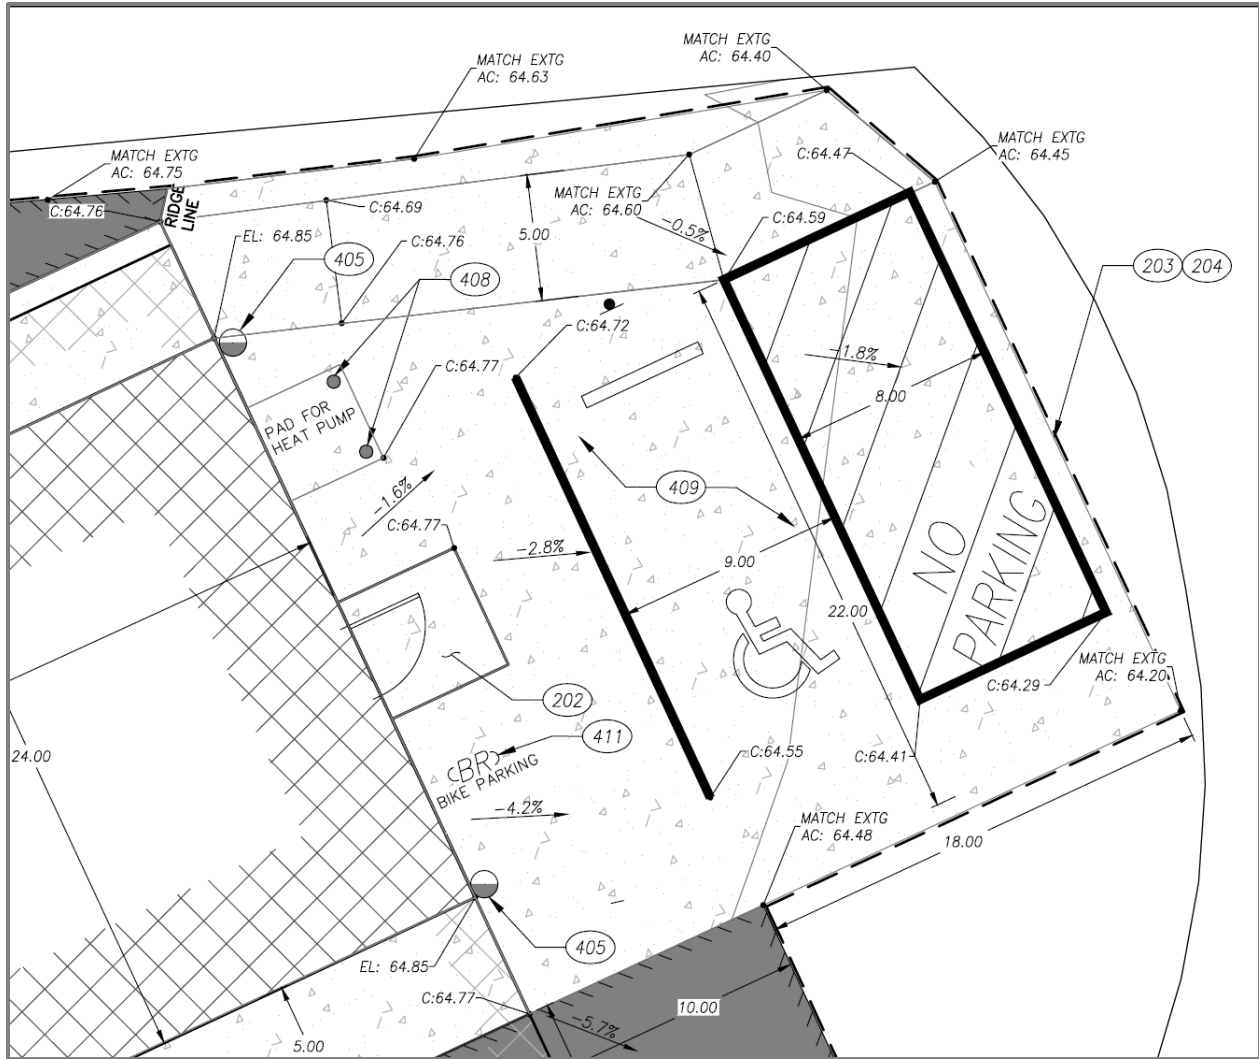 MATCH EXTG
AC: 64.40
MATCH EXTG
AC: 64.63
MATCH EXTG
AC: 64.45
MATCH EXTG
AC: 64.75
C:64.47
C:64.76
RIDGE
LINE
C:64.69
MATCH EXTG
AC: 64.60
-0.5%
C:64.59
EL: 64.85
405
C:64.76
5.00
203
204
408
C:64.72
-1.8%
C:64.77
8.00
PAD FOR
HEAT PUMP
-1.6%
409
C:64.77
-2.8%
9.00
NO
PARKING
22.00
MATCH EXTG
AC: 64.20
C:64.29
202
411
BR
BIKE PARKING
C:64.55
C:64.41
24.00
-4.2%
MATCH EXTG
AC: 64.48
18.00
405
EL: 64.85
C:64.77
10.00
-5.7%
5.00